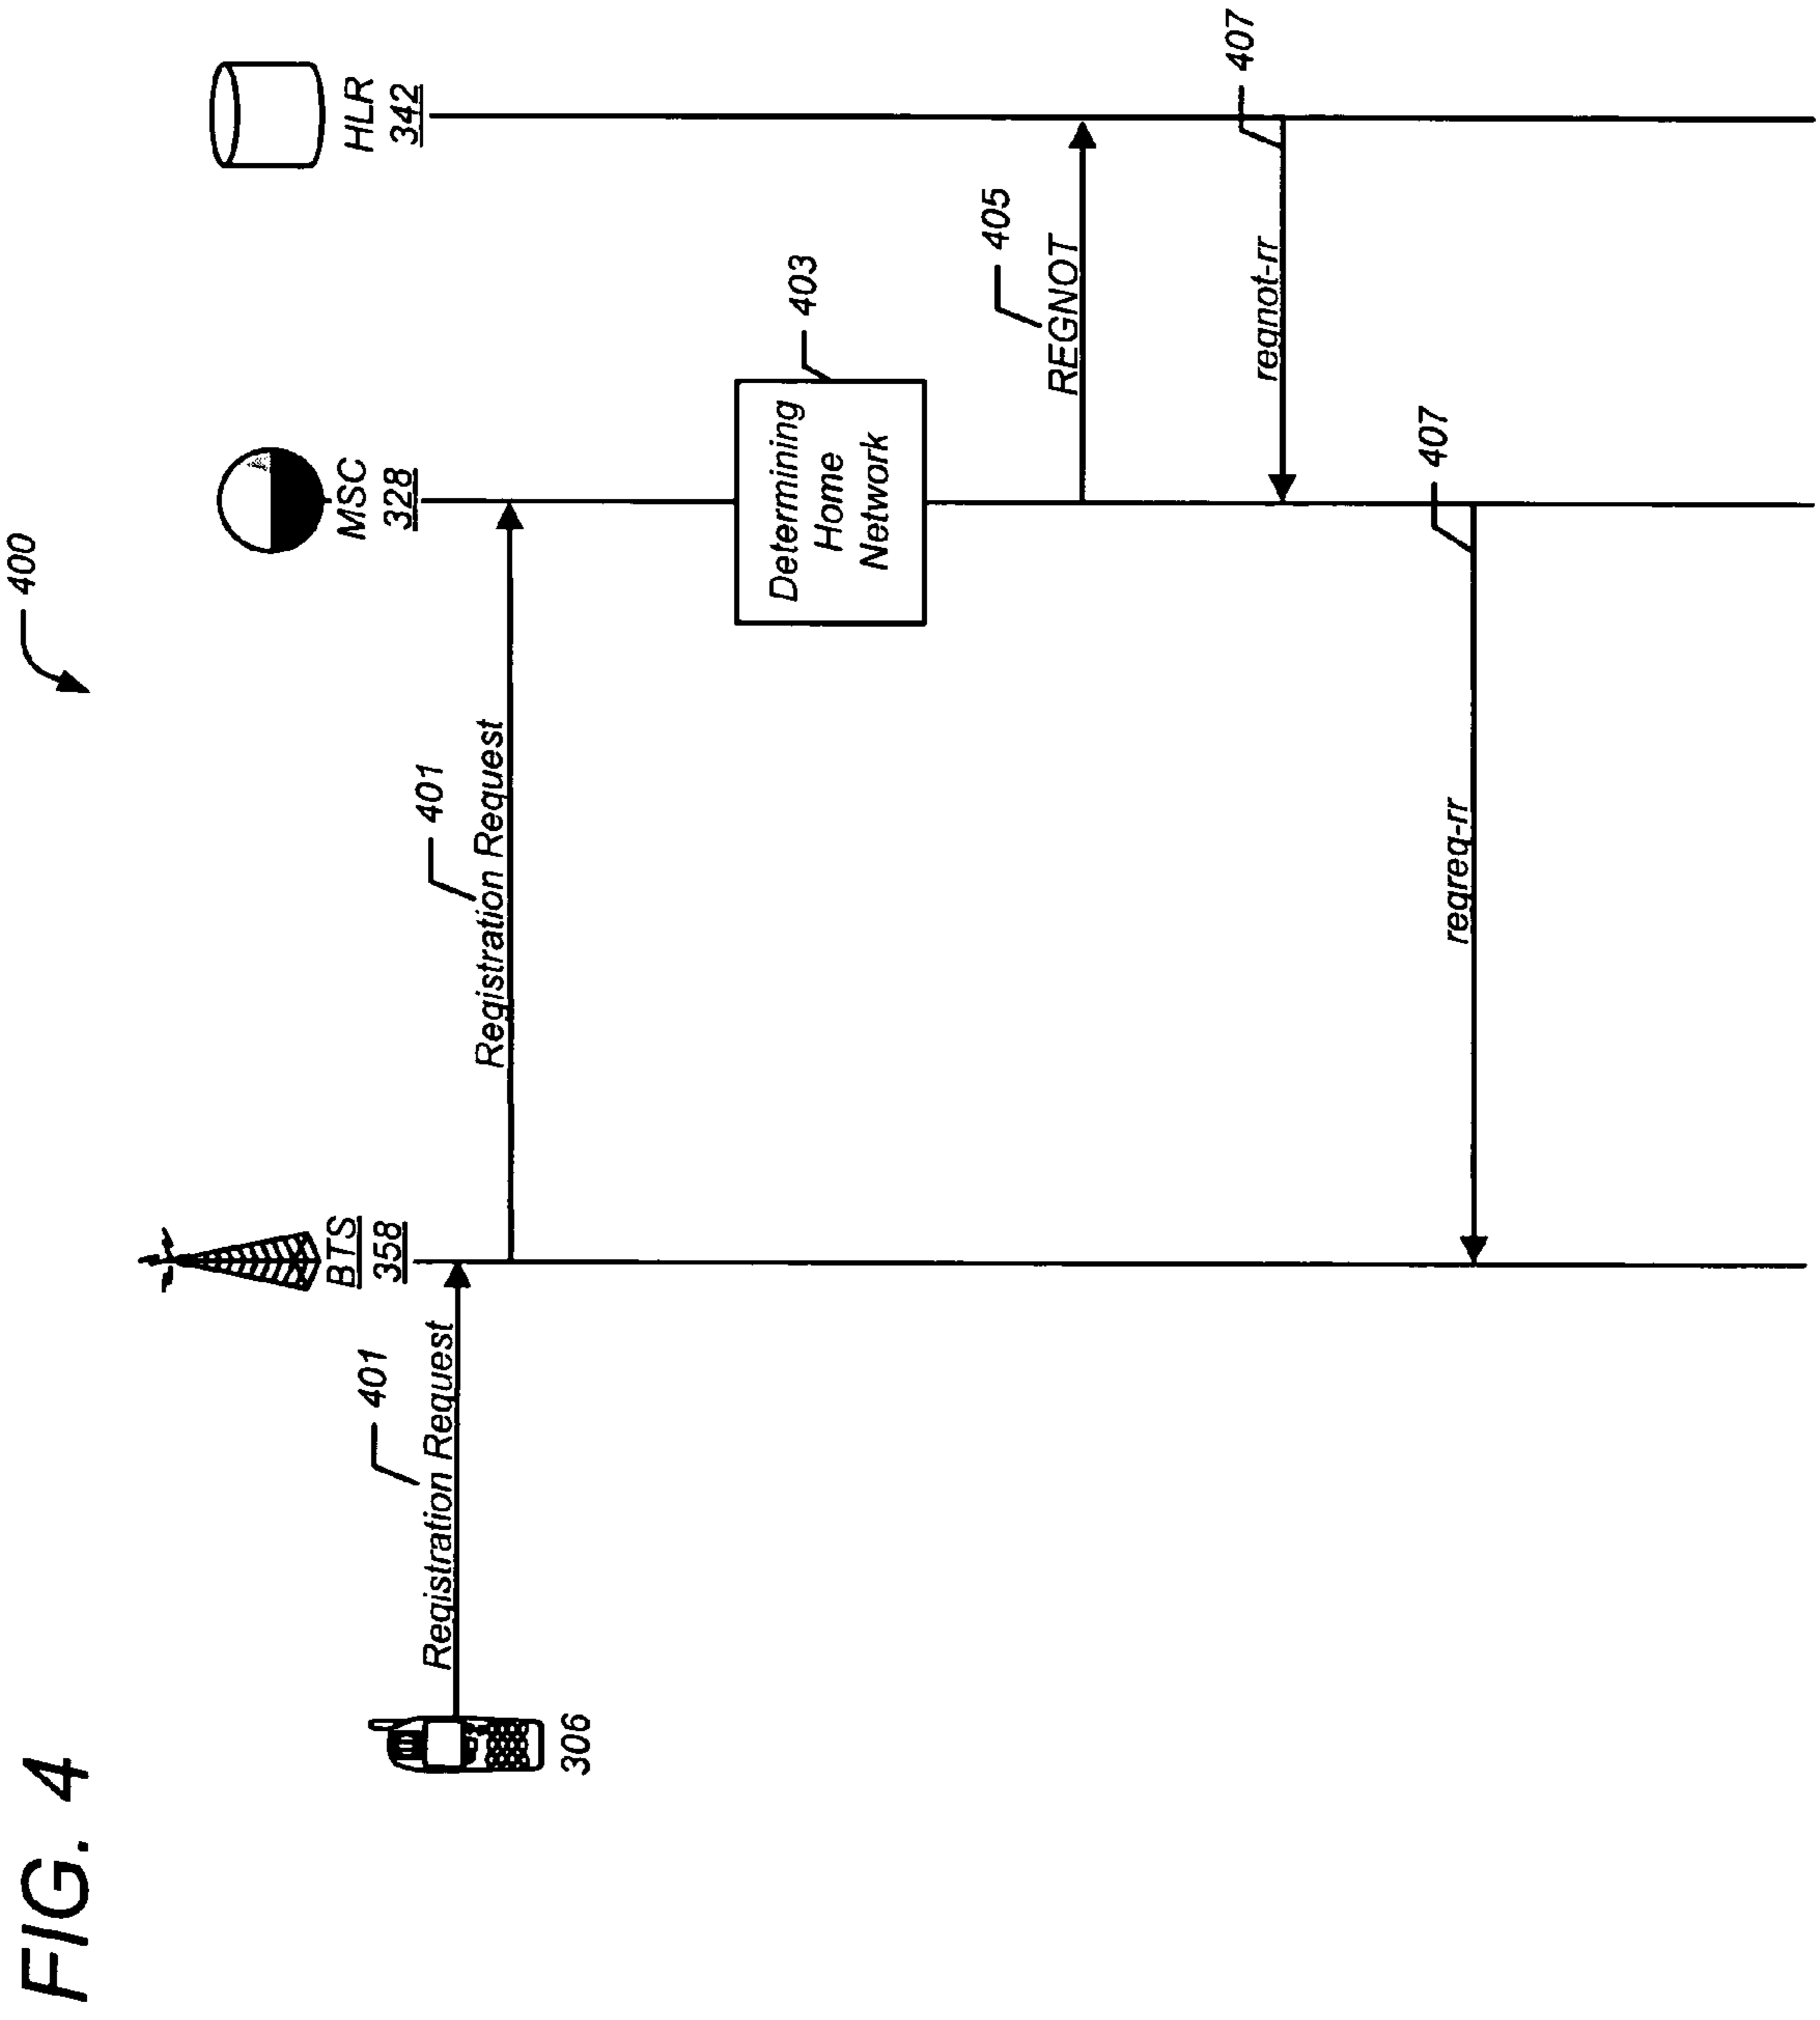 FIG. 4
400
BTS
358
MSC
328
HLR
342
306
401
Registration Request
401
Registration Request
Determining
Home
Network
403
405
REGNOT
407
regnot-rr
407
regreq-rr